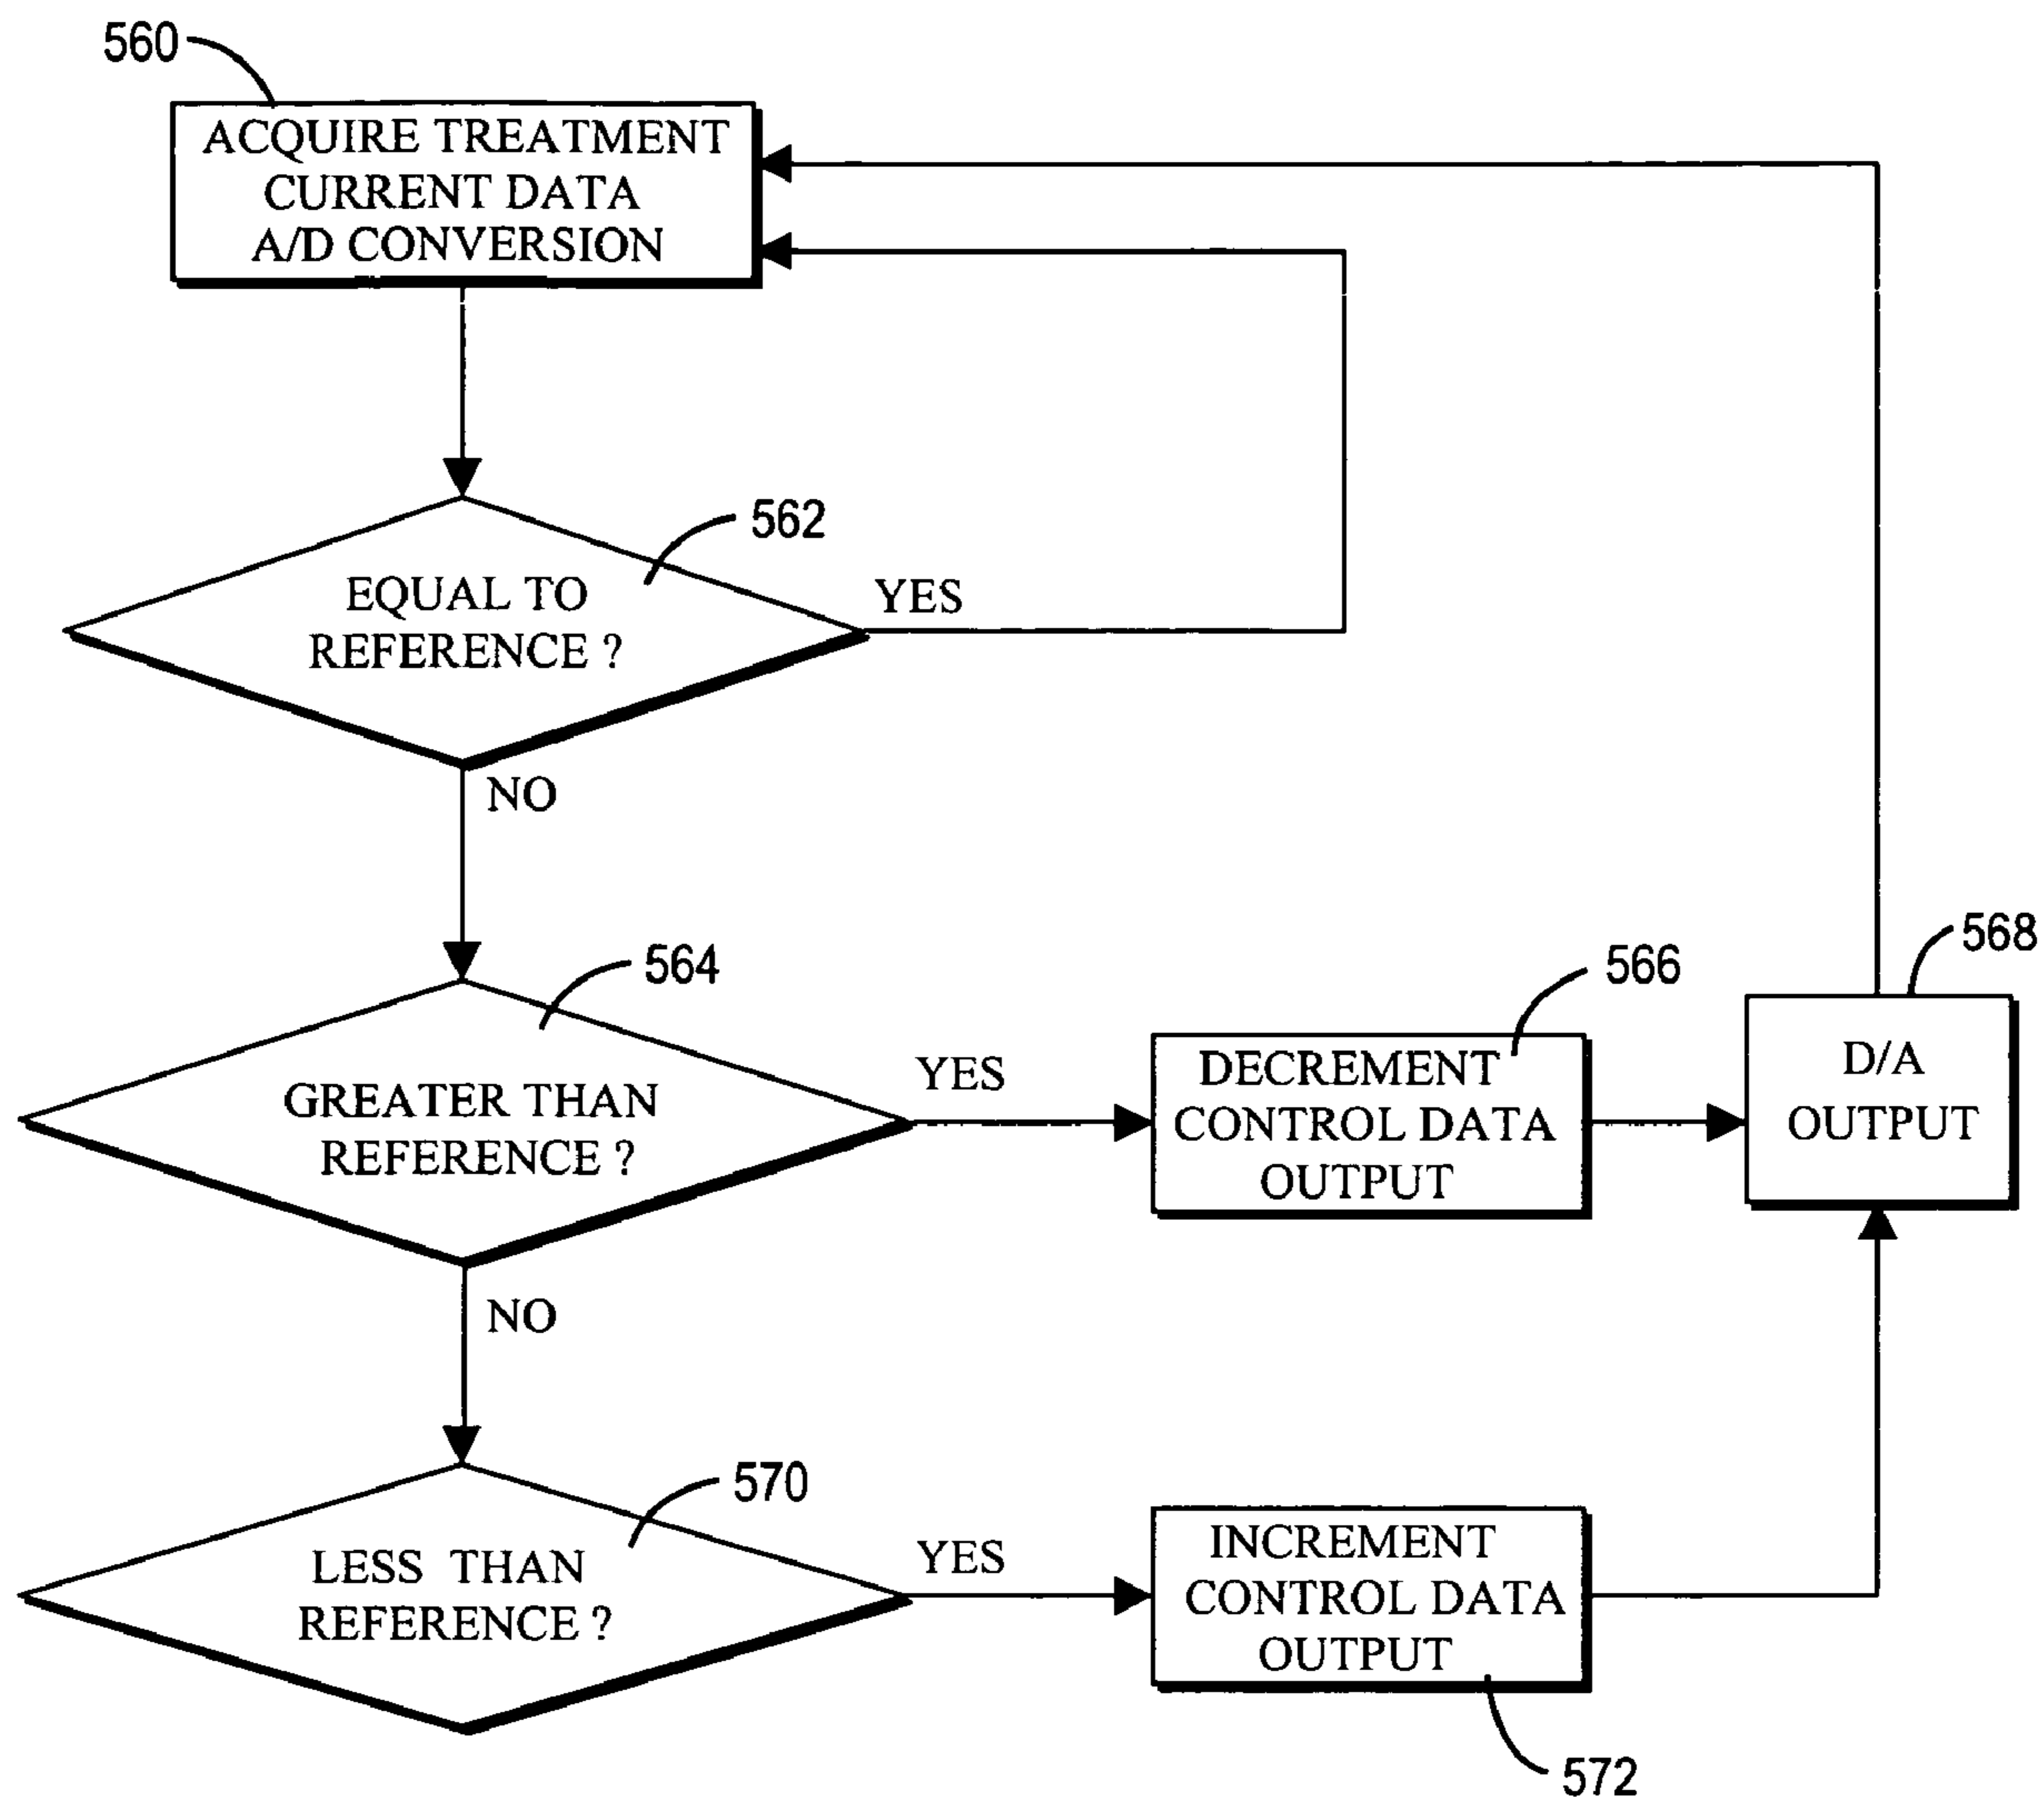 560
ACQUIRE TREATMENT
CURRENT DATA
A/D CONVERSION
562
EQUAL TO
REFERENCE ?
YES
NO
564
GREATER THAN
REFERENCE ?
YES
566
DECREMENT
CONTROL DATA
OUTPUT
568
D/A
OUTPUT
NO
570
LESS THAN
REFERENCE ?
YES
INCREMENT
CONTROL DATA
OUTPUT
572